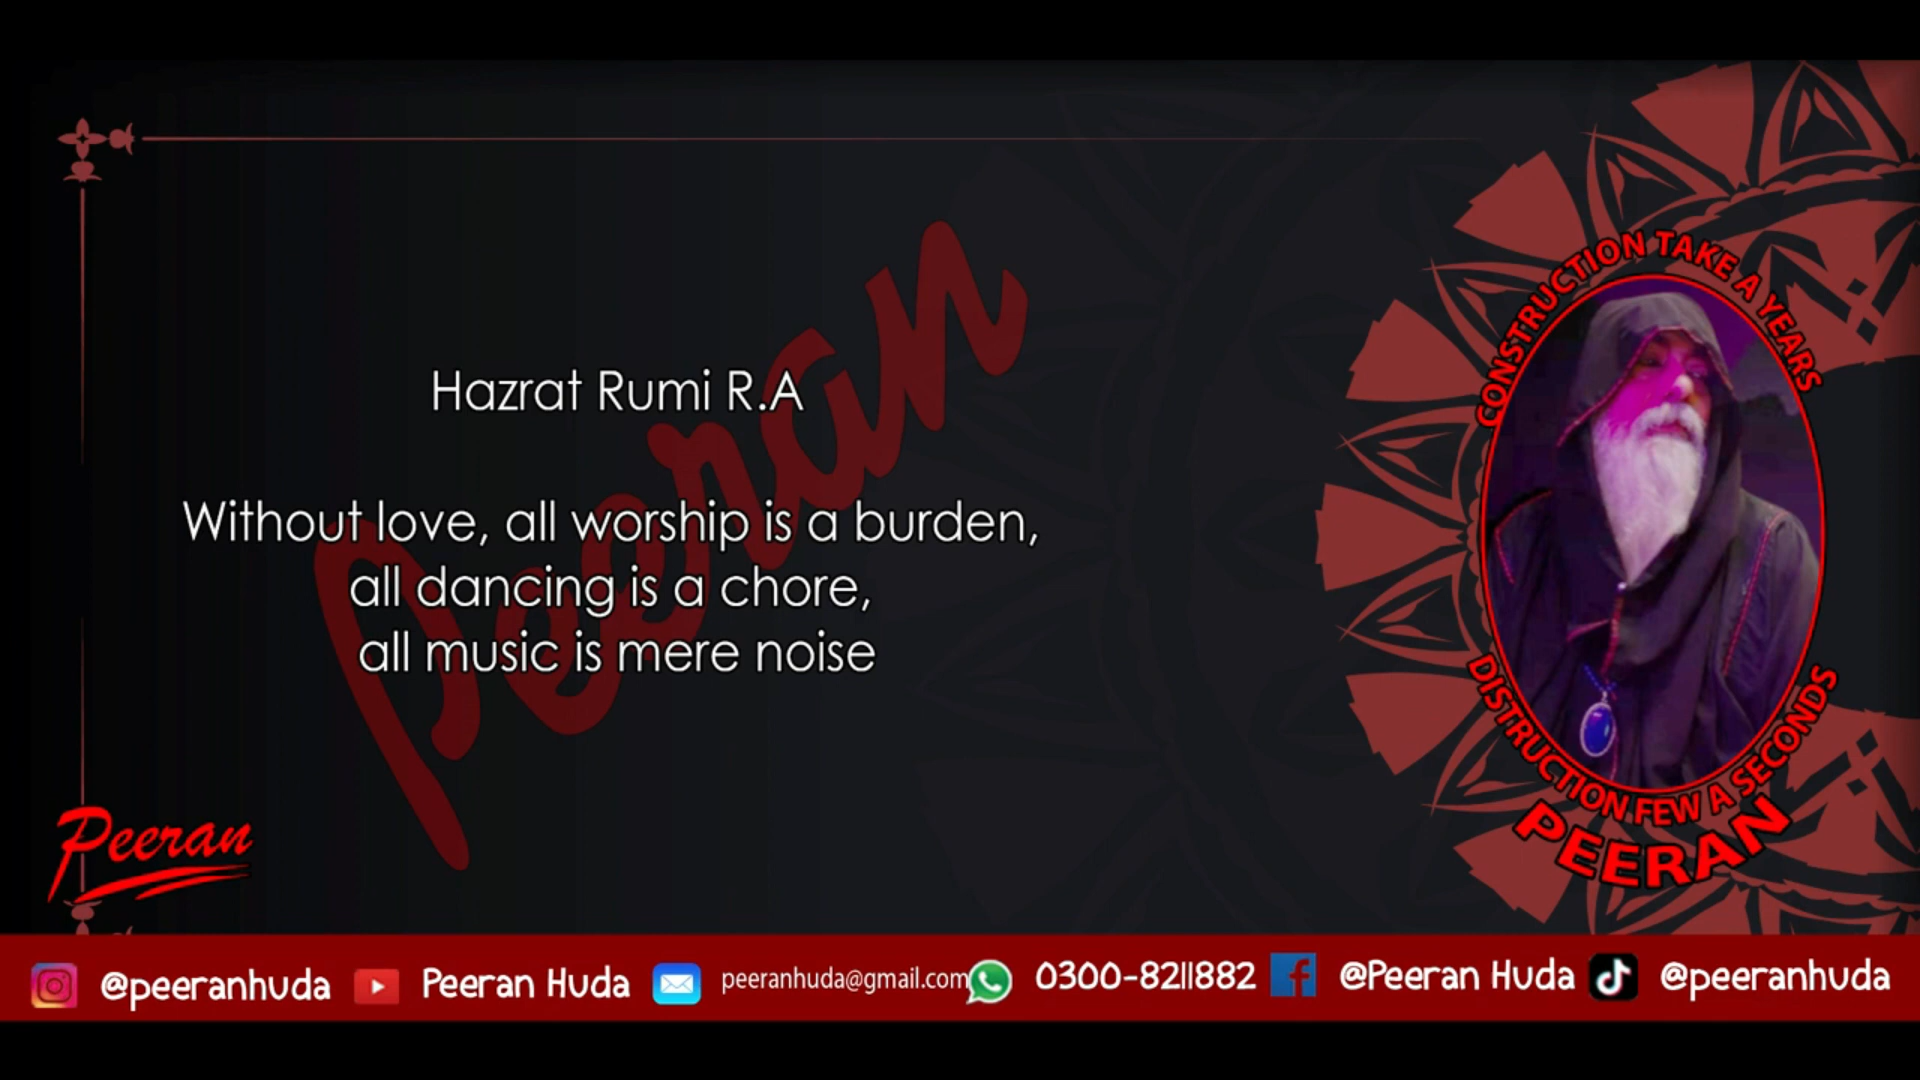 Hazrat Rumi R.A
Without love, all worship is a burden,
all dancing is a chore,
all music is mere noise
Peeran
CONSTRUCTION TAKE A YEARS
DISTRUCTION FEW A SECONDS
PEERAN
Peeran
@peeranhuda Peeran Huda peeranhuda@gmail.com 0300-8211882 @Peeran Huda @peeranhuda